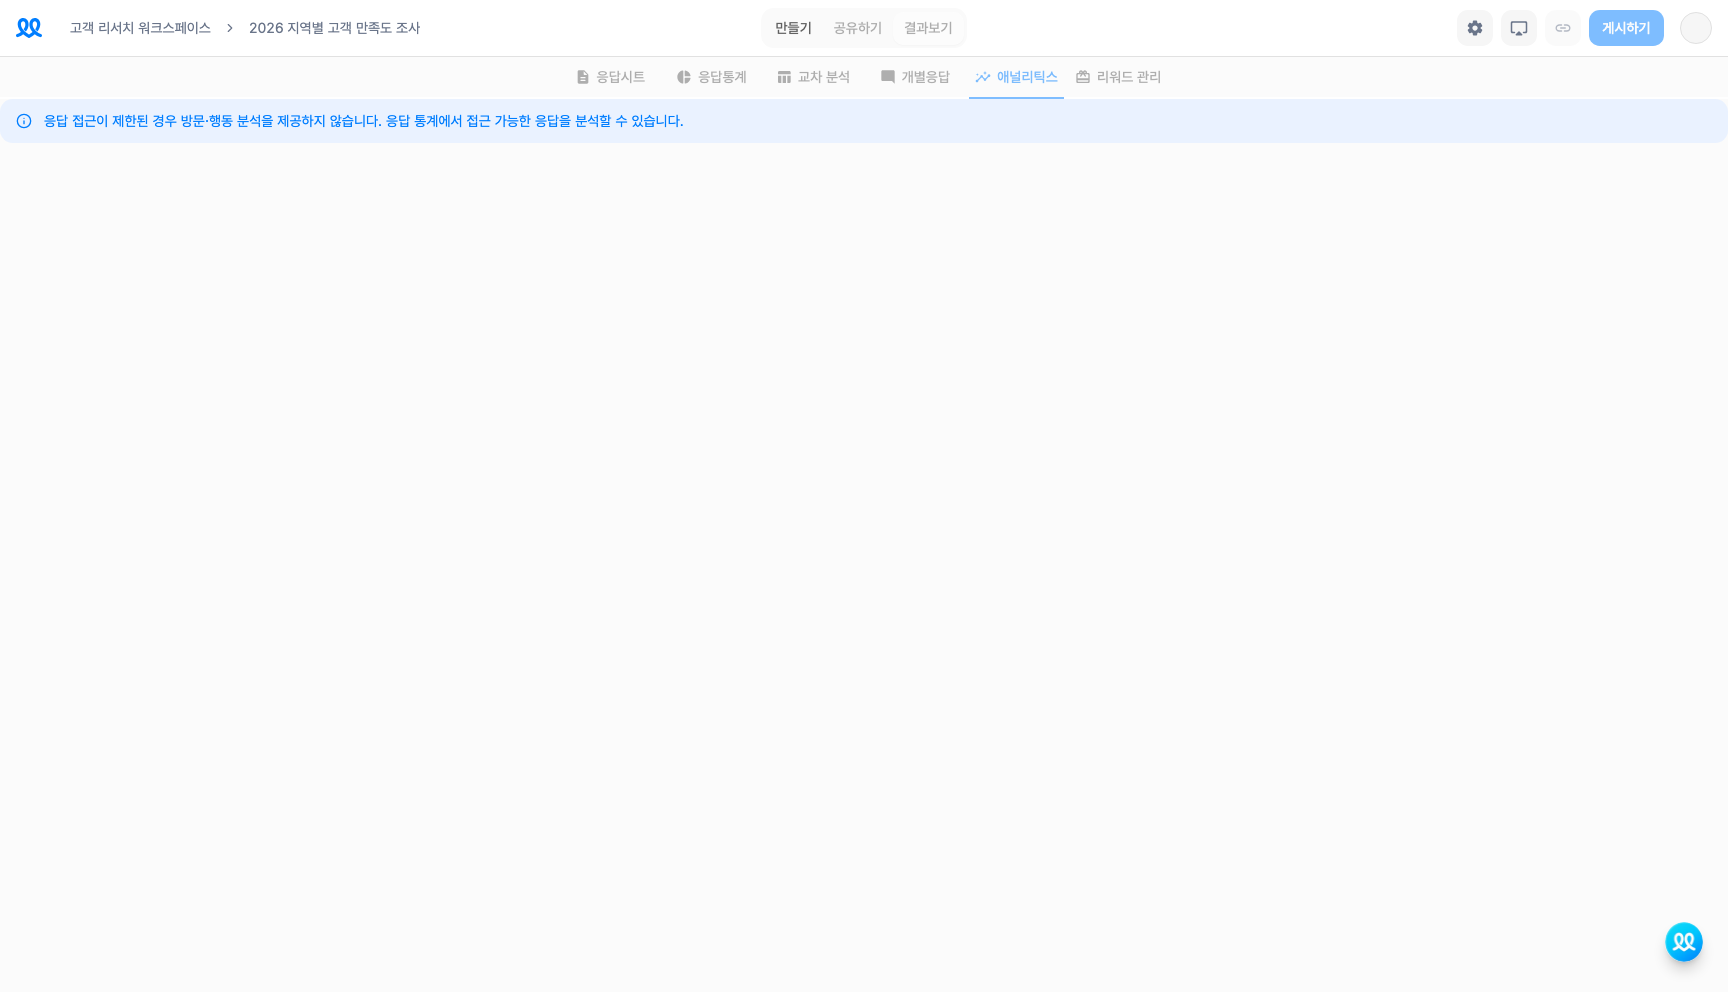 고객 리서치 워크스페이스 > 2026 지역별 고객 만족도 조사
만들기 공유하기 결과보기
게시하기
응답시트 응답통계 교차 분석 개별응답 애널리틱스 리워드 관리
응답 접근이 제한된 경우 방문·행동 분석을 제공하지 않습니다. 응답 통계에서 접근 가능한 응답을 분석할 수 있습니다.